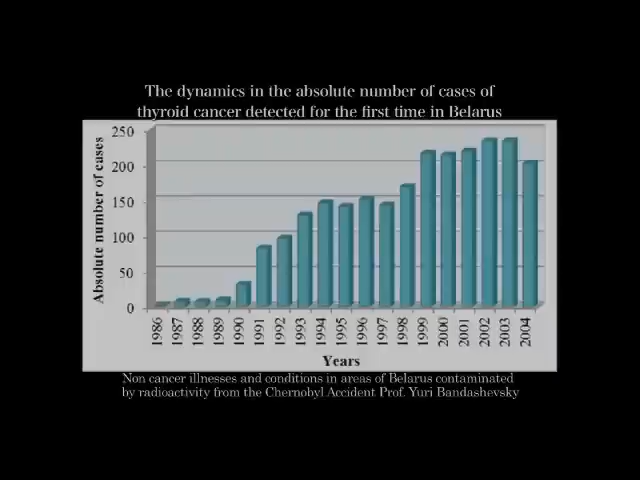 The dynamics in the absolute number of cases of
thyroid cancer detected for the first time in Belarus
Absolute number of cases
250
200
150
100
50
0
1986 1987 1988 1989 1990 1991 1992 1993 1994 1995 1996 1997 1998 1999 2000 2001 2002 2003 2004
Years
Non cancer illnesses and conditions in areas of Belarus contaminated
by radioactivity from the Chernobyl Accident Prof. Yuri Bandashevsky